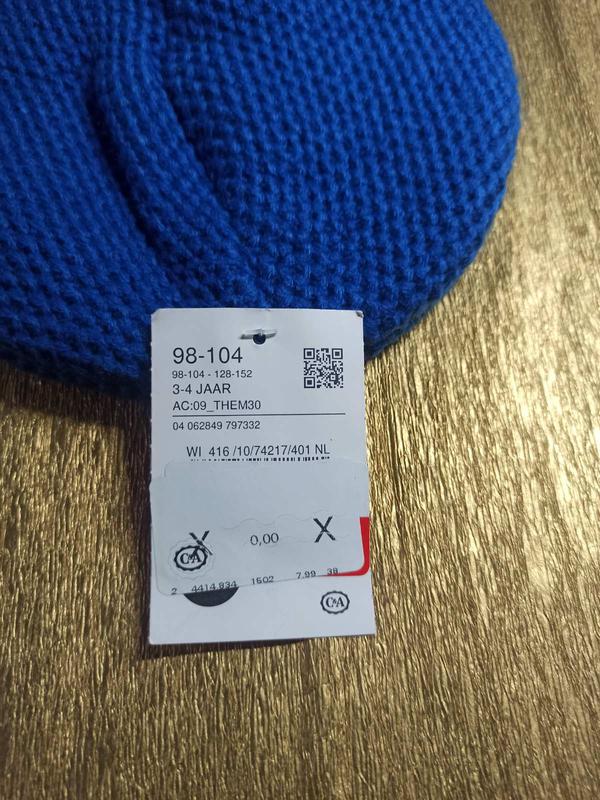 98-104
98-104 - 128-152
3-4 JAAR
AC:09_THEM30
04 062849 797332
WI 416 /10/74217/401 NL
X 0,00 X
C&A
2 4414.834 1502 7.99 38
C&A